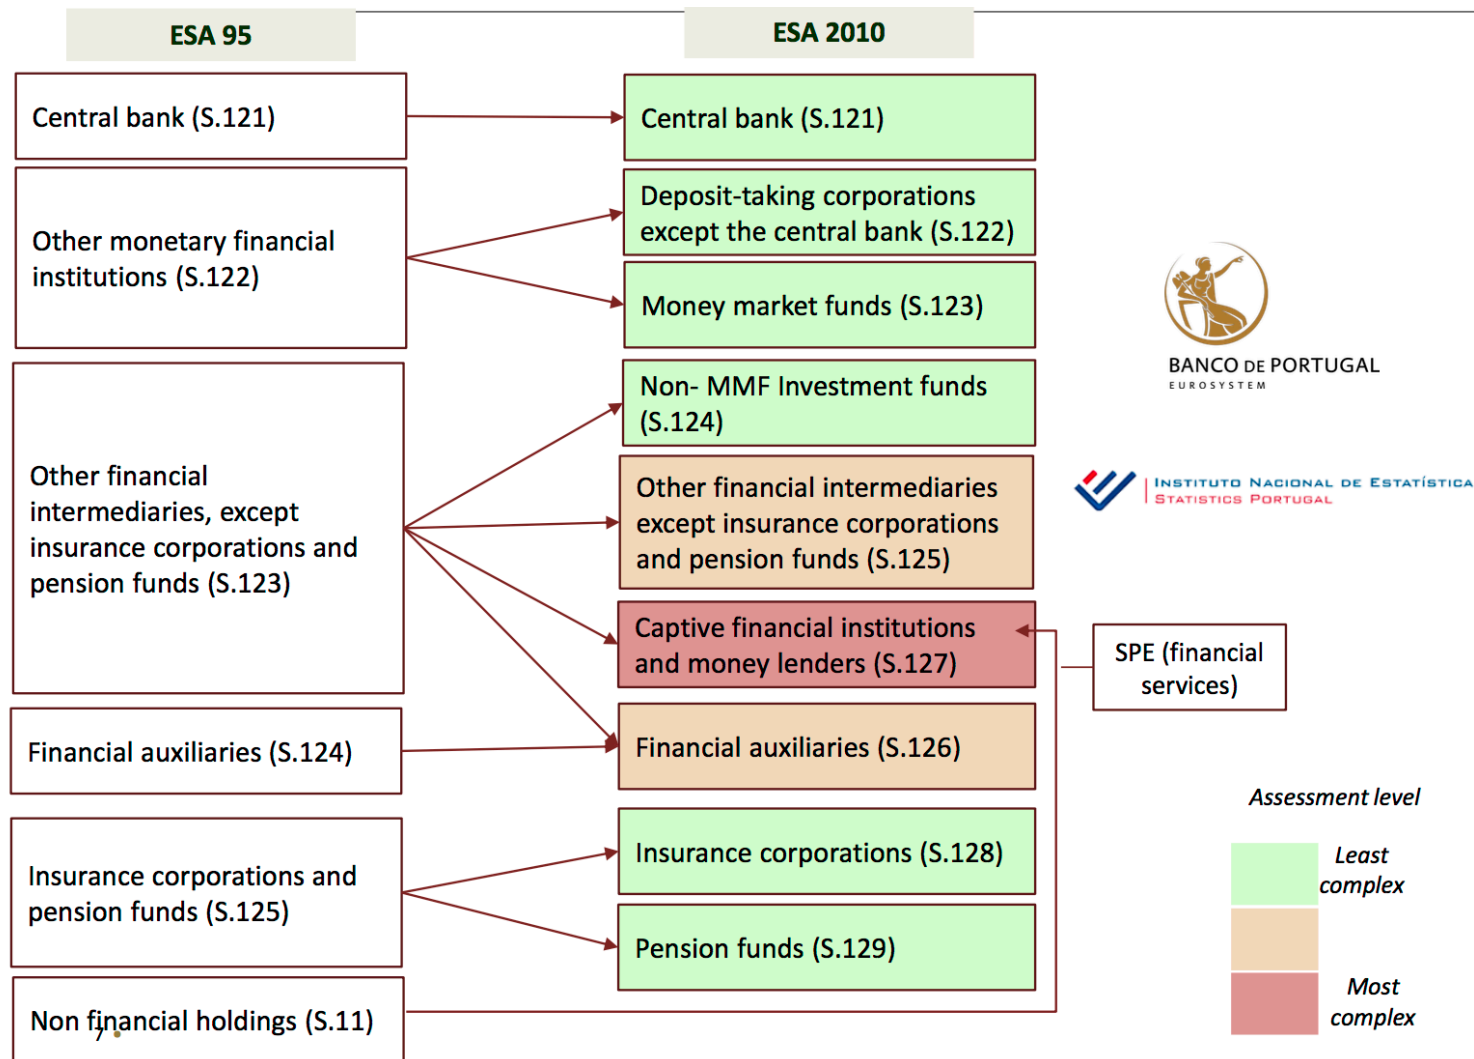 ESA 95
ESA 2010
Central bank (S.121)
Central bank (S.121)
Other monetary financial
institutions (S.122)
Deposit-taking corporations
except the central bank (S.122)
Money market funds (S.123)
Other financial
intermediaries, except
insurance corporations and
pension funds (S.123)
Non- MMF Investment funds
(S.124)
Other financial intermediaries
except insurance corporations
and pension funds (S.125)
Captive financial institutions
and money lenders (S.127)
SPE (financial
services)
Financial auxiliaries (S.124)
Financial auxiliaries (S.126)
Insurance corporations and
pension funds (S.125)
Insurance corporations (S.128)
Pension funds (S.129)
Non financial holdings (S.11)
7
BANCO DE PORTUGAL
EUROSYSTEM
INSTITUTO NACIONAL DE ESTATÍSTICA
STATISTICS PORTUGAL
Assessment level
Least
complex
Most
complex